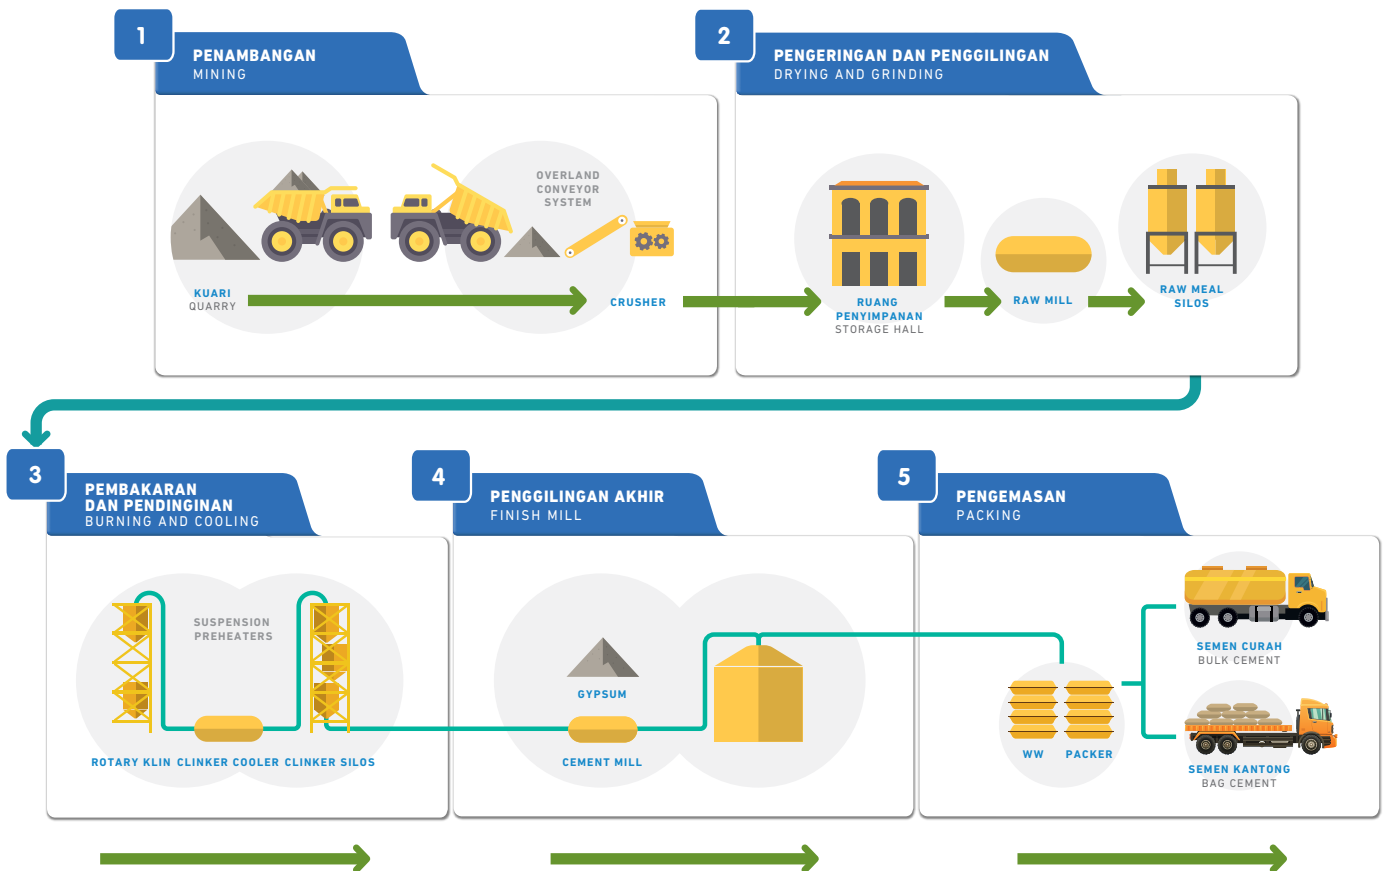 1
PENAMBANGAN
MINING
OVERLAND
CONVEYOR
SYSTEM
KUARI
QUARRY
CRUSHER
2
PENGERINGAN DAN PENGGILINGAN
DRYING AND GRINDING
RUANG
PENYIMPANAN
STORAGE HALL
RAW MILL
RAW MEAL
SILOS
3
PEMBAKARAN
DAN PENDINGINAN
BURNING AND COOLING
SUSPENSION
PREHEATERS
ROTARY KLIN CLINKER COOLER CLINKER SILOS
4
PENGGILINGAN AKHIR
FINISH MILL
GYPSUM
CEMENT MILL
5
PENGEMASAN
PACKING
WW PACKER
SEMEN CURAH
BULK CEMENT
SEMEN KANTONG
BAG CEMENT